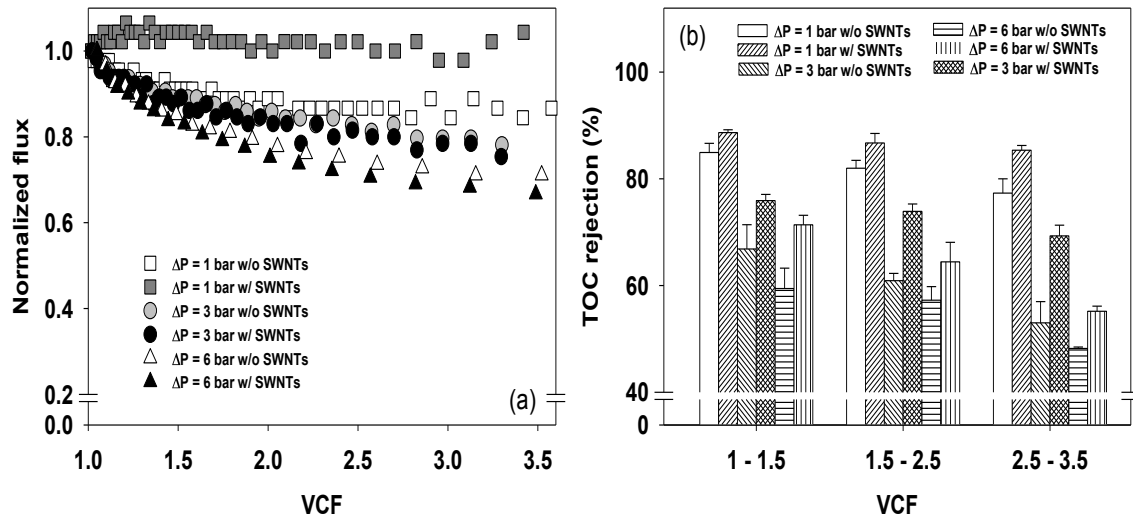 Normalized flux
1.0
0.8
0.6
0.4
0.2
0.0
ΔP = 1 bar w/o SWNTs
ΔP = 1 bar w/ SWNTs
ΔP = 3 bar w/o SWNTs
ΔP = 3 bar w/ SWNTs
ΔP = 6 bar w/o SWNTs
ΔP = 6 bar w/ SWNTs
(a)
1.0 1.5 2.0 2.5 3.0 3.5
VCF
(b)
ΔP = 1 bar w/o SWNTs
ΔP = 1 bar w/ SWNTs
ΔP = 3 bar w/o SWNTs
ΔP = 6 bar w/o SWNTs
ΔP = 6 bar w/ SWNTs
ΔP = 3 bar w/ SWNTs
TOC rejection (%)
100
80
60
40
0
1 - 1.5 1.5 - 2.5 2.5 - 3.5
VCF